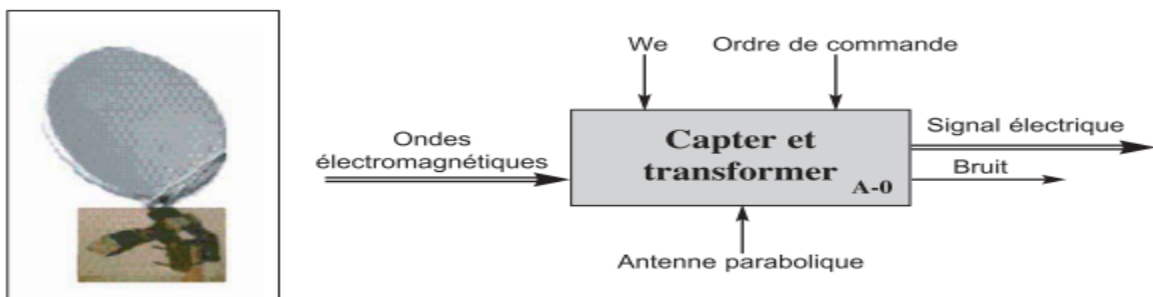 We
Ordre de commande
Ondes
électromagnétiques
Capter et
transformer
A-0
Signal électrique
Bruit
Antenne parabolique